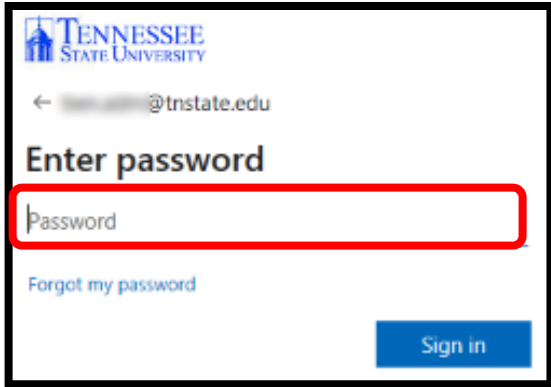 TENNESSEE
STATE UNIVERSITY
← @tnstate.edu
Enter password
Password
Forgot my password
Sign in